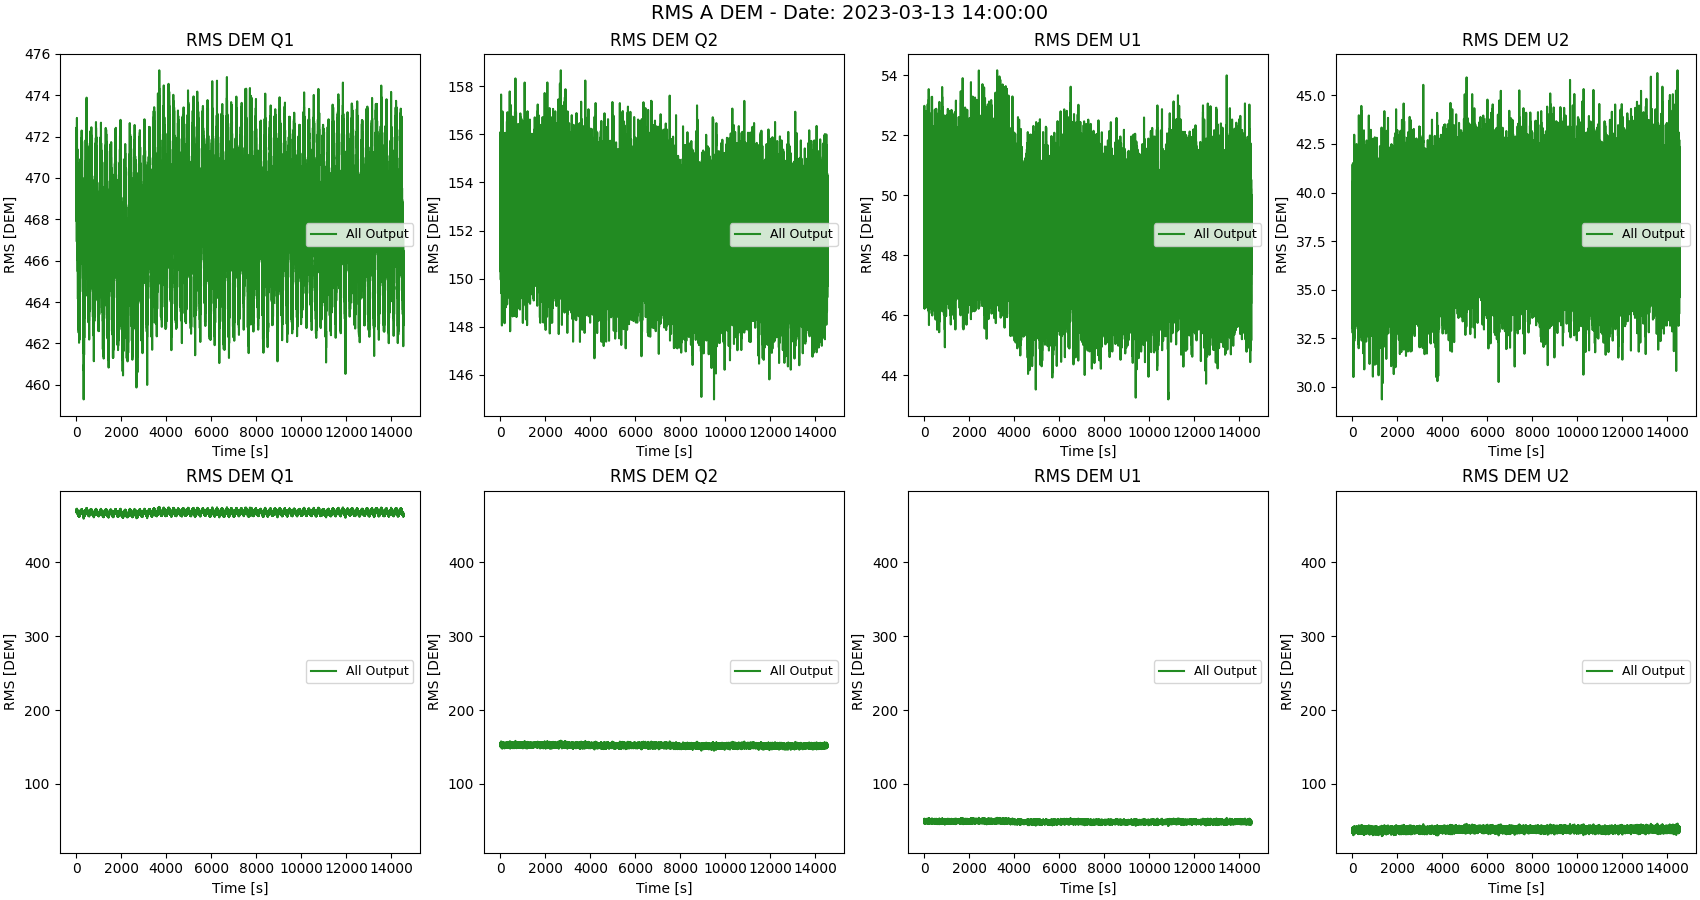 RMS A DEM - Date: 2023-03-13 14:00:00
RMS DEM Q1
RMS [DEM]
476
474
472
470
468
466
464
462
460
All Output
0 2000 4000 6000 8000 10000 12000 14000
Time [s]
RMS DEM Q2
RMS [DEM]
158
156
154
152
150
148
146
All Output
0 2000 4000 6000 8000 10000 12000 14000
Time [s]
RMS DEM U1
RMS [DEM]
54
52
50
48
46
44
All Output
0 2000 4000 6000 8000 10000 12000 14000
Time [s]
RMS DEM U2
RMS [DEM]
45.0
42.5
40.0
37.5
35.0
32.5
30.0
All Output
0 2000 4000 6000 8000 10000 12000 14000
Time [s]
RMS DEM Q1
RMS [DEM]
400
300
200
100
All Output
0 2000 4000 6000 8000 10000 12000 14000
Time [s]
RMS DEM Q2
RMS [DEM]
400
300
200
100
All Output
0 2000 4000 6000 8000 10000 12000 14000
Time [s]
RMS DEM U1
RMS [DEM]
400
300
200
100
All Output
0 2000 4000 6000 8000 10000 12000 14000
Time [s]
RMS DEM U2
RMS [DEM]
400
300
200
100
All Output
0 2000 4000 6000 8000 10000 12000 14000
Time [s]